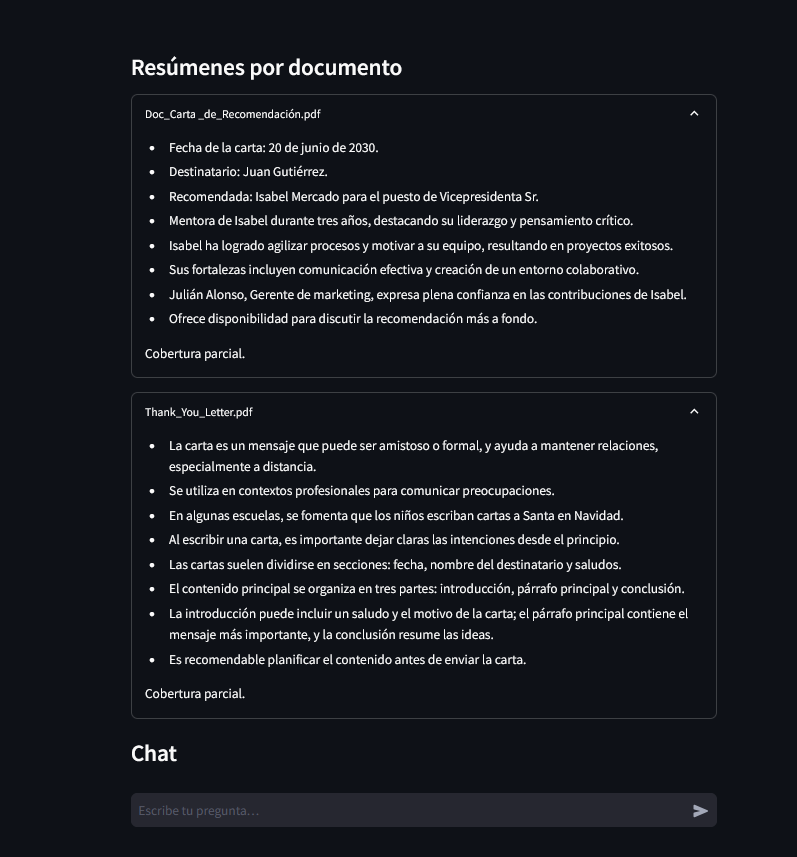 Resúmenes por documento
Doc_Carta _de_Recomendación.pdf
• Fecha de la carta: 20 de junio de 2030.
• Destinatario: Juan Gutiérrez.
• Recomendada: Isabel Mercado para el puesto de Vicepresidenta Sr.
• Mentora de Isabel durante tres años, destacando su liderazgo y pensamiento crítico.
• Isabel ha logrado agilizar procesos y motivar a su equipo, resultando en proyectos exitosos.
• Sus fortalezas incluyen comunicación efectiva y creación de un entorno colaborativo.
• Julián Alonso, Gerente de marketing, expresa plena confianza en las contribuciones de Isabel.
• Ofrece disponibilidad para discutir la recomendación más a fondo.
Cobertura parcial.
Thank_You_Letter.pdf
• La carta es un mensaje que puede ser amistoso o formal, y ayuda a mantener relaciones,
especialmente a distancia.
• Se utiliza en contextos profesionales para comunicar preocupaciones.
• En algunas escuelas, se fomenta que los niños escriban cartas a Santa en Navidad.
• Al escribir una carta, es importante dejar claras las intenciones desde el principio.
• Las cartas suelen dividirse en secciones: fecha, nombre del destinatario y saludos.
• El contenido principal se organiza en tres partes: introducción, párrafo principal y conclusión.
• La introducción puede incluir un saludo y el motivo de la carta; el párrafo principal contiene el
mensaje más importante, y la conclusión resume las ideas.
• Es recomendable planificar el contenido antes de enviar la carta.
Cobertura parcial.
Chat
Escribe tu pregunta…